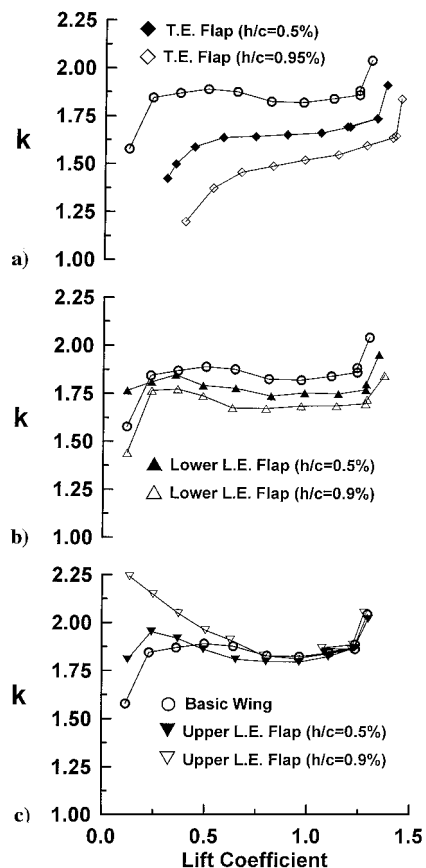 T.E. Flap (h/c=0.5%)
T.E. Flap (h/c=0.95%)
2.25
2.00
1.75
k
1.50
1.25
1.00
a)
2.25
2.00
1.75
k
1.50
Lower L.E. Flap (h/c=0.5%)
1.25
Lower L.E. Flap (h/c=0.9%)
1.00
b)
2.25
2.00
1.75
k
Basic Wing
1.50
Upper L.E. Flap (h/c=0.5%)
1.25
Upper L.E. Flap (h/c=0.9%)
1.00
c)
0.0 0.5 1.0 1.5
Lift Coefficient